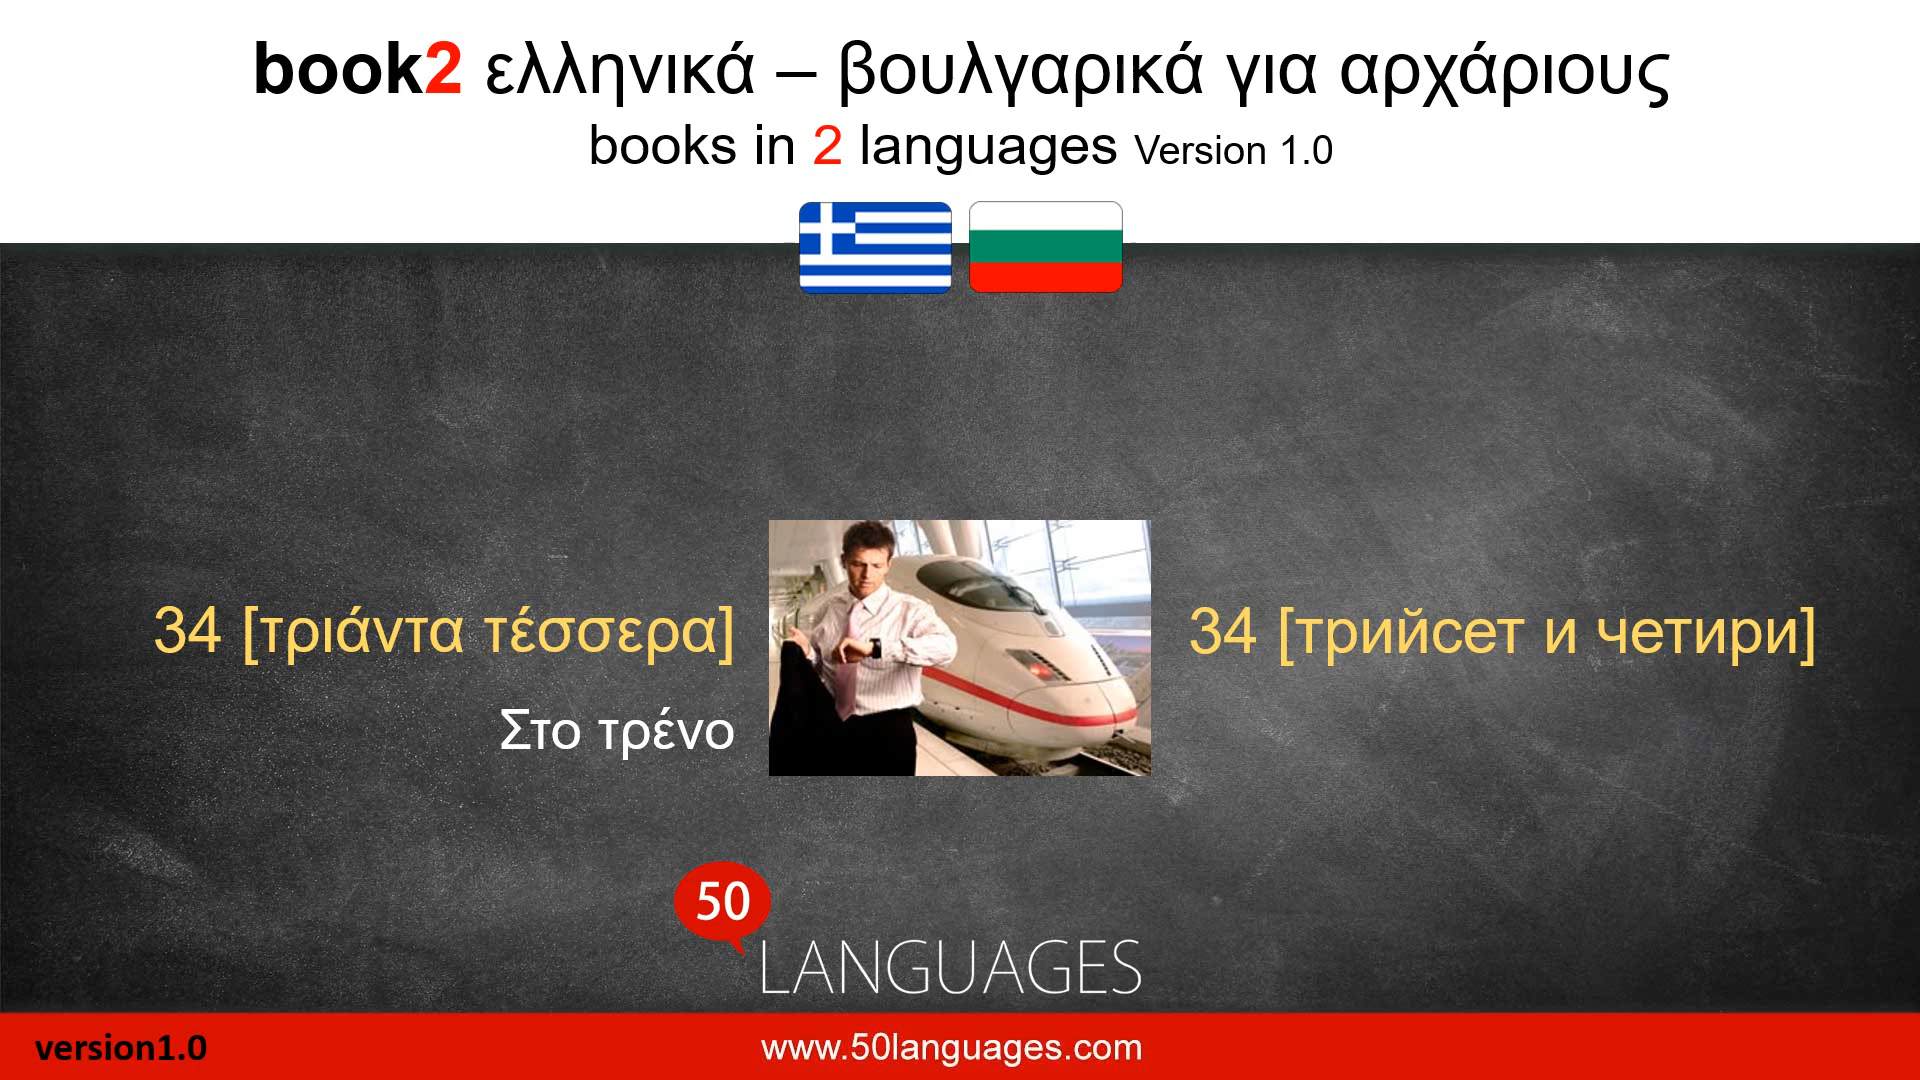 book2 ελληνικά – βουλγαρικά για αρχάριους
books in 2 languages Version 1.0
34 [τριάντα τέσσερα]
Στο τρένο
34 [трийсет и четири]
50
LANGUAGES
version1.0
www.50languages.com